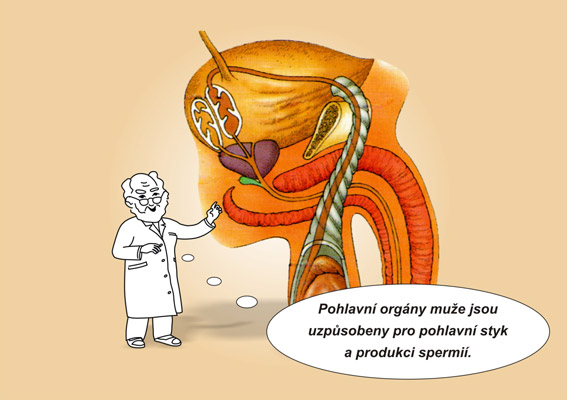 Pohlavní orgány muže jsou
uzpůsobeny pro pohlavní styk
a produkci spermií.